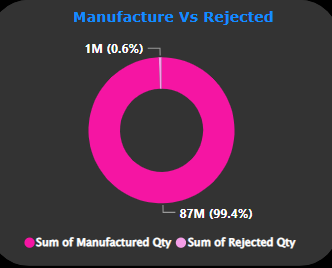 Manufacture Vs Rejected
1M (0.6%)
87M (99.4%)
Sum of Manufactured Qty Sum of Rejected Qty